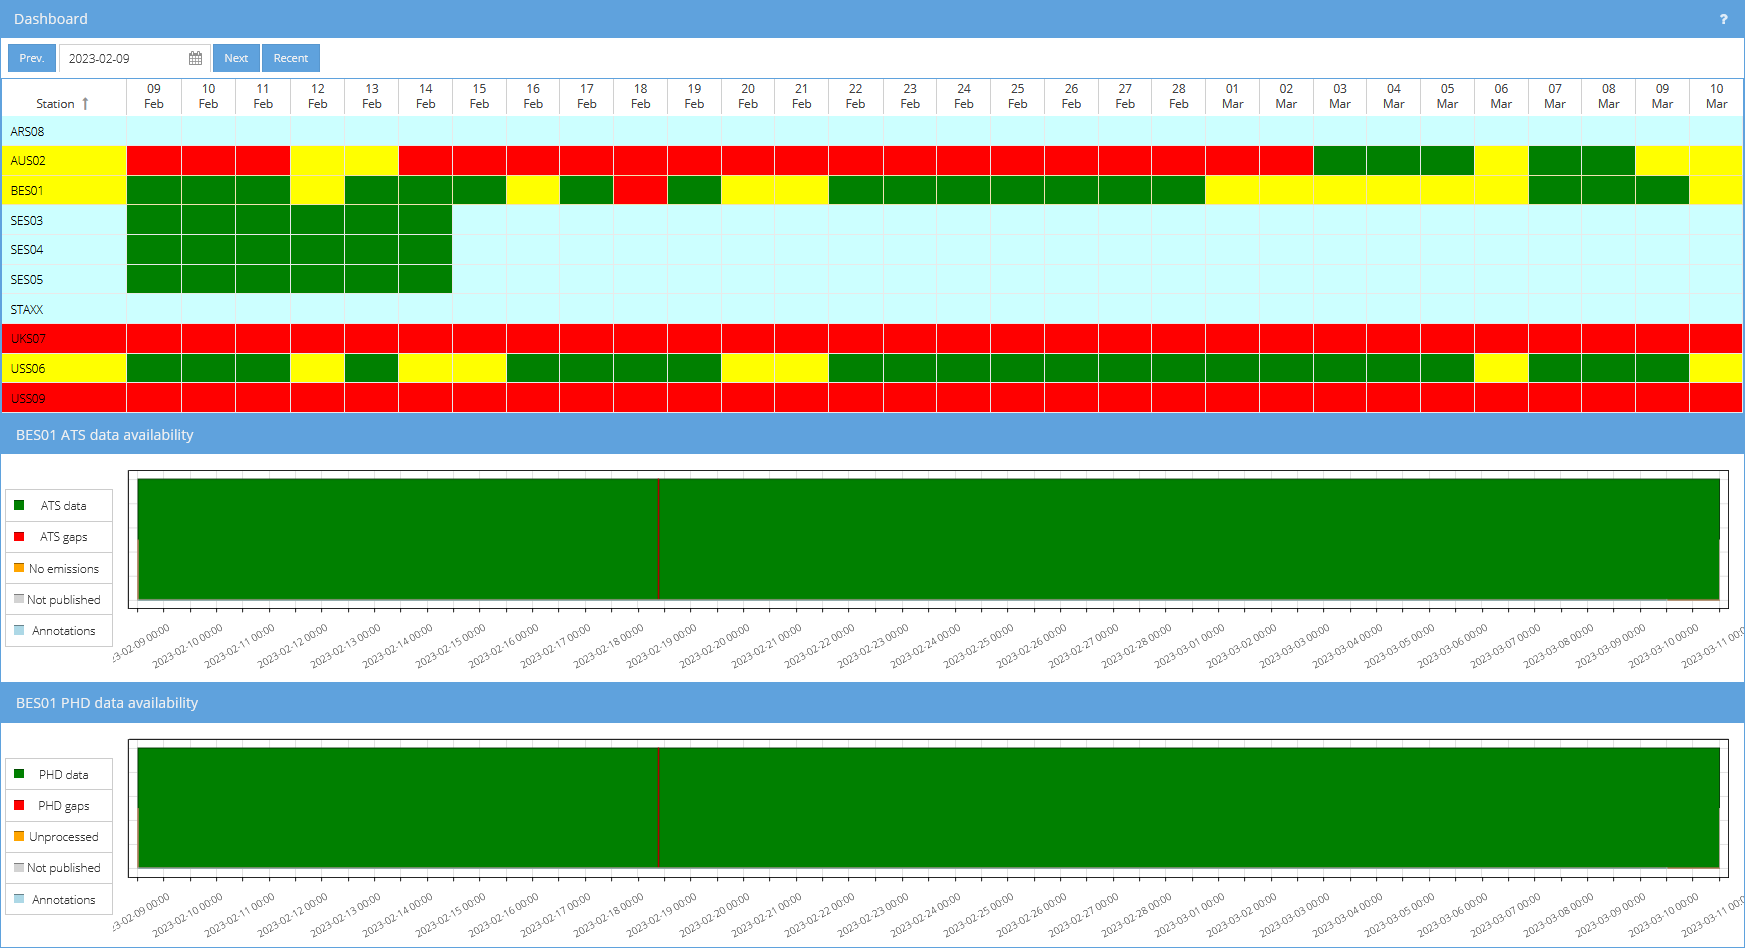 Dashboard ?
Prev. 2023-02-09 Next Recent
Station 09 Feb 10 Feb 11 Feb 12 Feb 13 Feb 14 Feb 15 Feb 16 Feb 17 Feb 18 Feb 19 Feb 20 Feb 21 Feb 22 Feb 23 Feb 24 Feb 25 Feb 26 Feb 27 Feb 28 Feb 01 Mar 02 Mar 03 Mar 04 Mar 05 Mar 06 Mar 07 Mar 08 Mar 09 Mar 10 Mar
ARS08
AUS02
BES01
SES03
SES04
SES05
STAXX
UKS07
USS06
USS09
BES01 ATS data availability
ATS data
ATS gaps
No emissions
Not published
Annotations
3-02-09 00:00 2023-02-10 00:00 2023-02-11 00:00 2023-02-12 00:00 2023-02-13 00:00 2023-02-14 00:00 2023-02-15 00:00 2023-02-16 00:00 2023-02-17 00:00 2023-02-18 00:00 2023-02-19 00:00 2023-02-20 00:00 2023-02-21 00:00 2023-02-22 00:00 2023-02-23 00:00 2023-02-24 00:00 2023-02-25 00:00 2023-02-26 00:00 2023-02-27 00:00 2023-02-28 00:00 2023-03-01 00:00 2023-03-02 00:00 2023-03-03 00:00 2023-03-04 00:00 2023-03-05 00:00 2023-03-06 00:00 2023-03-07 00:00 2023-03-08 00:00 2023-03-09 00:00 2023-03-10 00:00 2023-03-11 00:0
BES01 PHD data availability
PHD data
PHD gaps
Unprocessed
Not published
Annotations
3-02-09 00:00 2023-02-10 00:00 2023-02-11 00:00 2023-02-12 00:00 2023-02-13 00:00 2023-02-14 00:00 2023-02-15 00:00 2023-02-16 00:00 2023-02-17 00:00 2023-02-18 00:00 2023-02-19 00:00 2023-02-20 00:00 2023-02-21 00:00 2023-02-22 00:00 2023-02-23 00:00 2023-02-24 00:00 2023-02-25 00:00 2023-02-26 00:00 2023-02-27 00:00 2023-02-28 00:00 2023-03-01 00:00 2023-03-02 00:00 2023-03-03 00:00 2023-03-04 00:00 2023-03-05 00:00 2023-03-06 00:00 2023-03-07 00:00 2023-03-08 00:00 2023-03-09 00:00 2023-03-10 00:00 2023-03-11 00:0